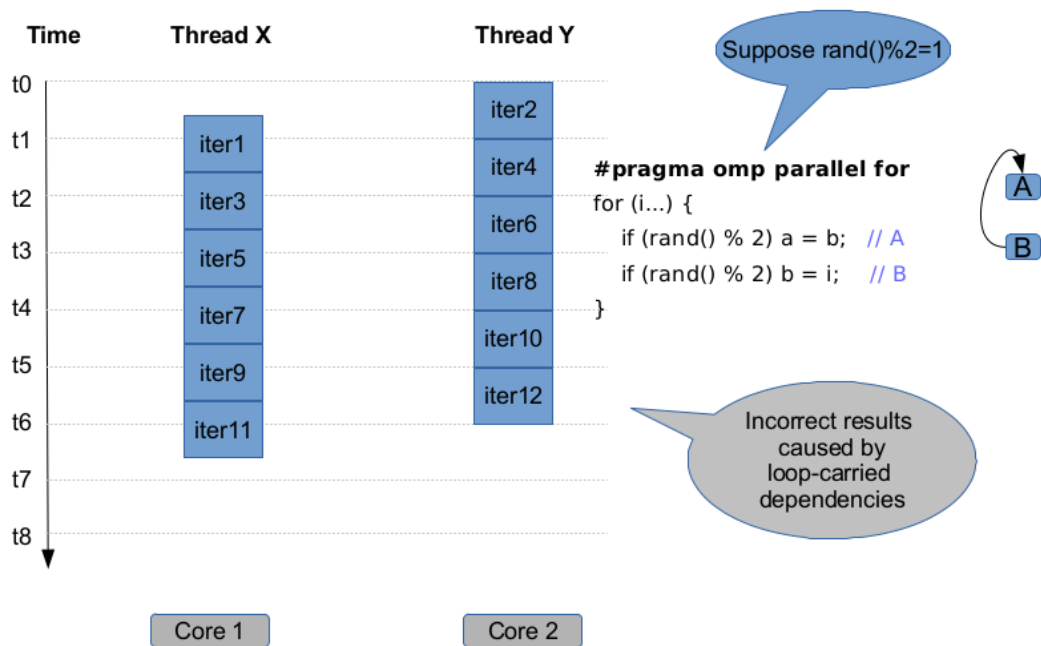 Time
Thread X
Thread Y
Suppose rand()%2=1
t0
t1
t2
t3
t4
t5
t6
t7
t8
iter1
iter3
iter5
iter7
iter9
iter11
iter2
iter4
iter6
iter8
iter10
iter12
#pragma omp parallel for
for (i...) {
if (rand() % 2) a = b; // A
if (rand() % 2) b = i; // B
}
A
B
Incorrect results
caused by
loop-carried
dependencies
Core 1
Core 2